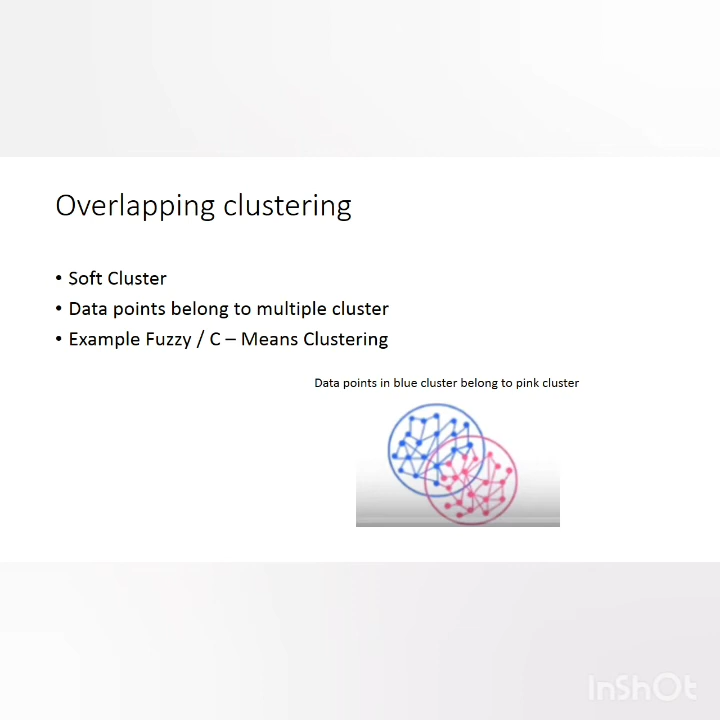 Overlapping clustering
• Soft Cluster
• Data points belong to multiple cluster
• Example Fuzzy / C – Means Clustering
Data points in blue cluster belong to pink cluster
InShOt